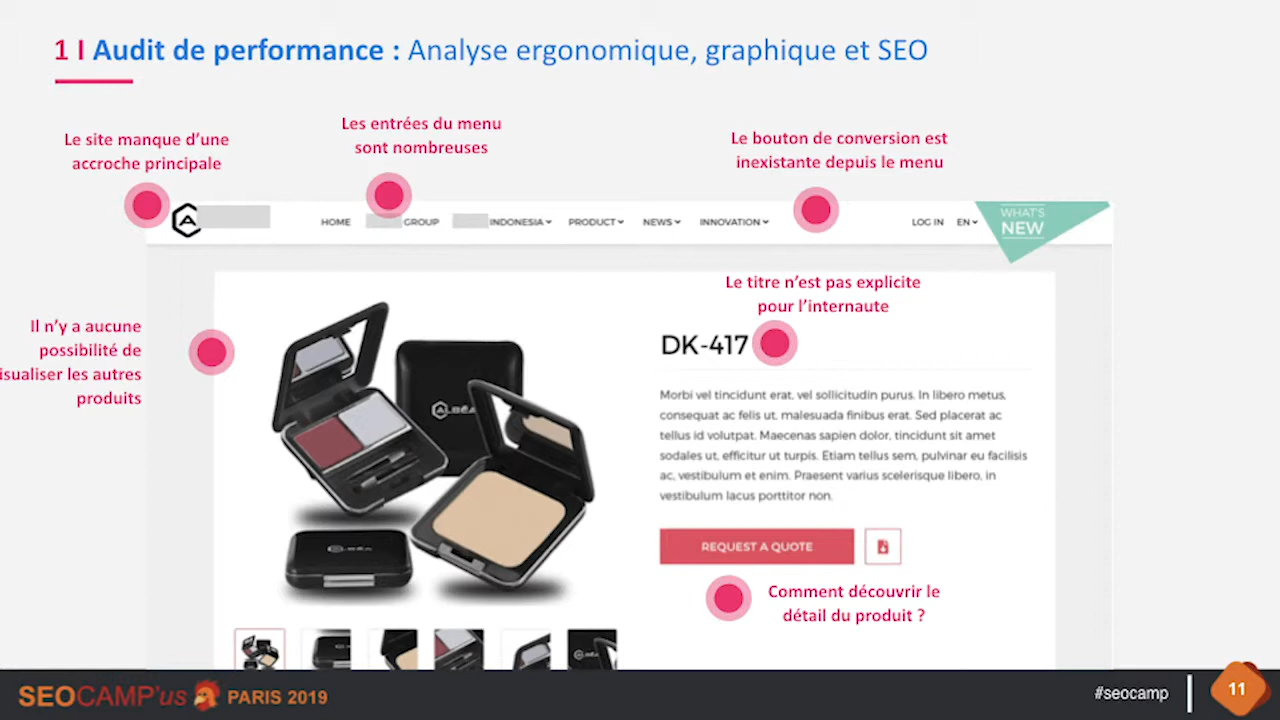 1 I Audit de performance : Analyse ergonomique, graphique et SEO
Le site manque d’une
accroche principale
Les entrées du menu
sont nombreuses
Le bouton de conversion est
inexistante depuis le menu
A
HOME
GROUP
INDONESIA
PRODUCT
NEWS
INNOVATION
LOG IN
EN
WHAT'S
NEW
Il n’y a aucune
possibilité de
isualiser les autres
produits
Le titre n’est pas explicite
pour l’internaute
DK-417
Morbi vel tincidunt erat, vel sollicitudin purus. In libero metus,
consequat ac felis ut, malesuada finibus erat. Sed placerat ac
tellus id volutpat. Maecenas sapien dolor, tincidunt sit amet
sodales ut, efficitur ut turpis. Etiam tellus sem, pulvinar eu facilisis
ac, vestibulum et enim. Praesent varius scelerisque libero, in
vestibulum lacus porttitor non.
ALBÉA
ALBÉA
REQUEST A QUOTE
Comment découvrir le
détail du produit ?
SEOCAMP'us PARIS 2019
#seocamp
11